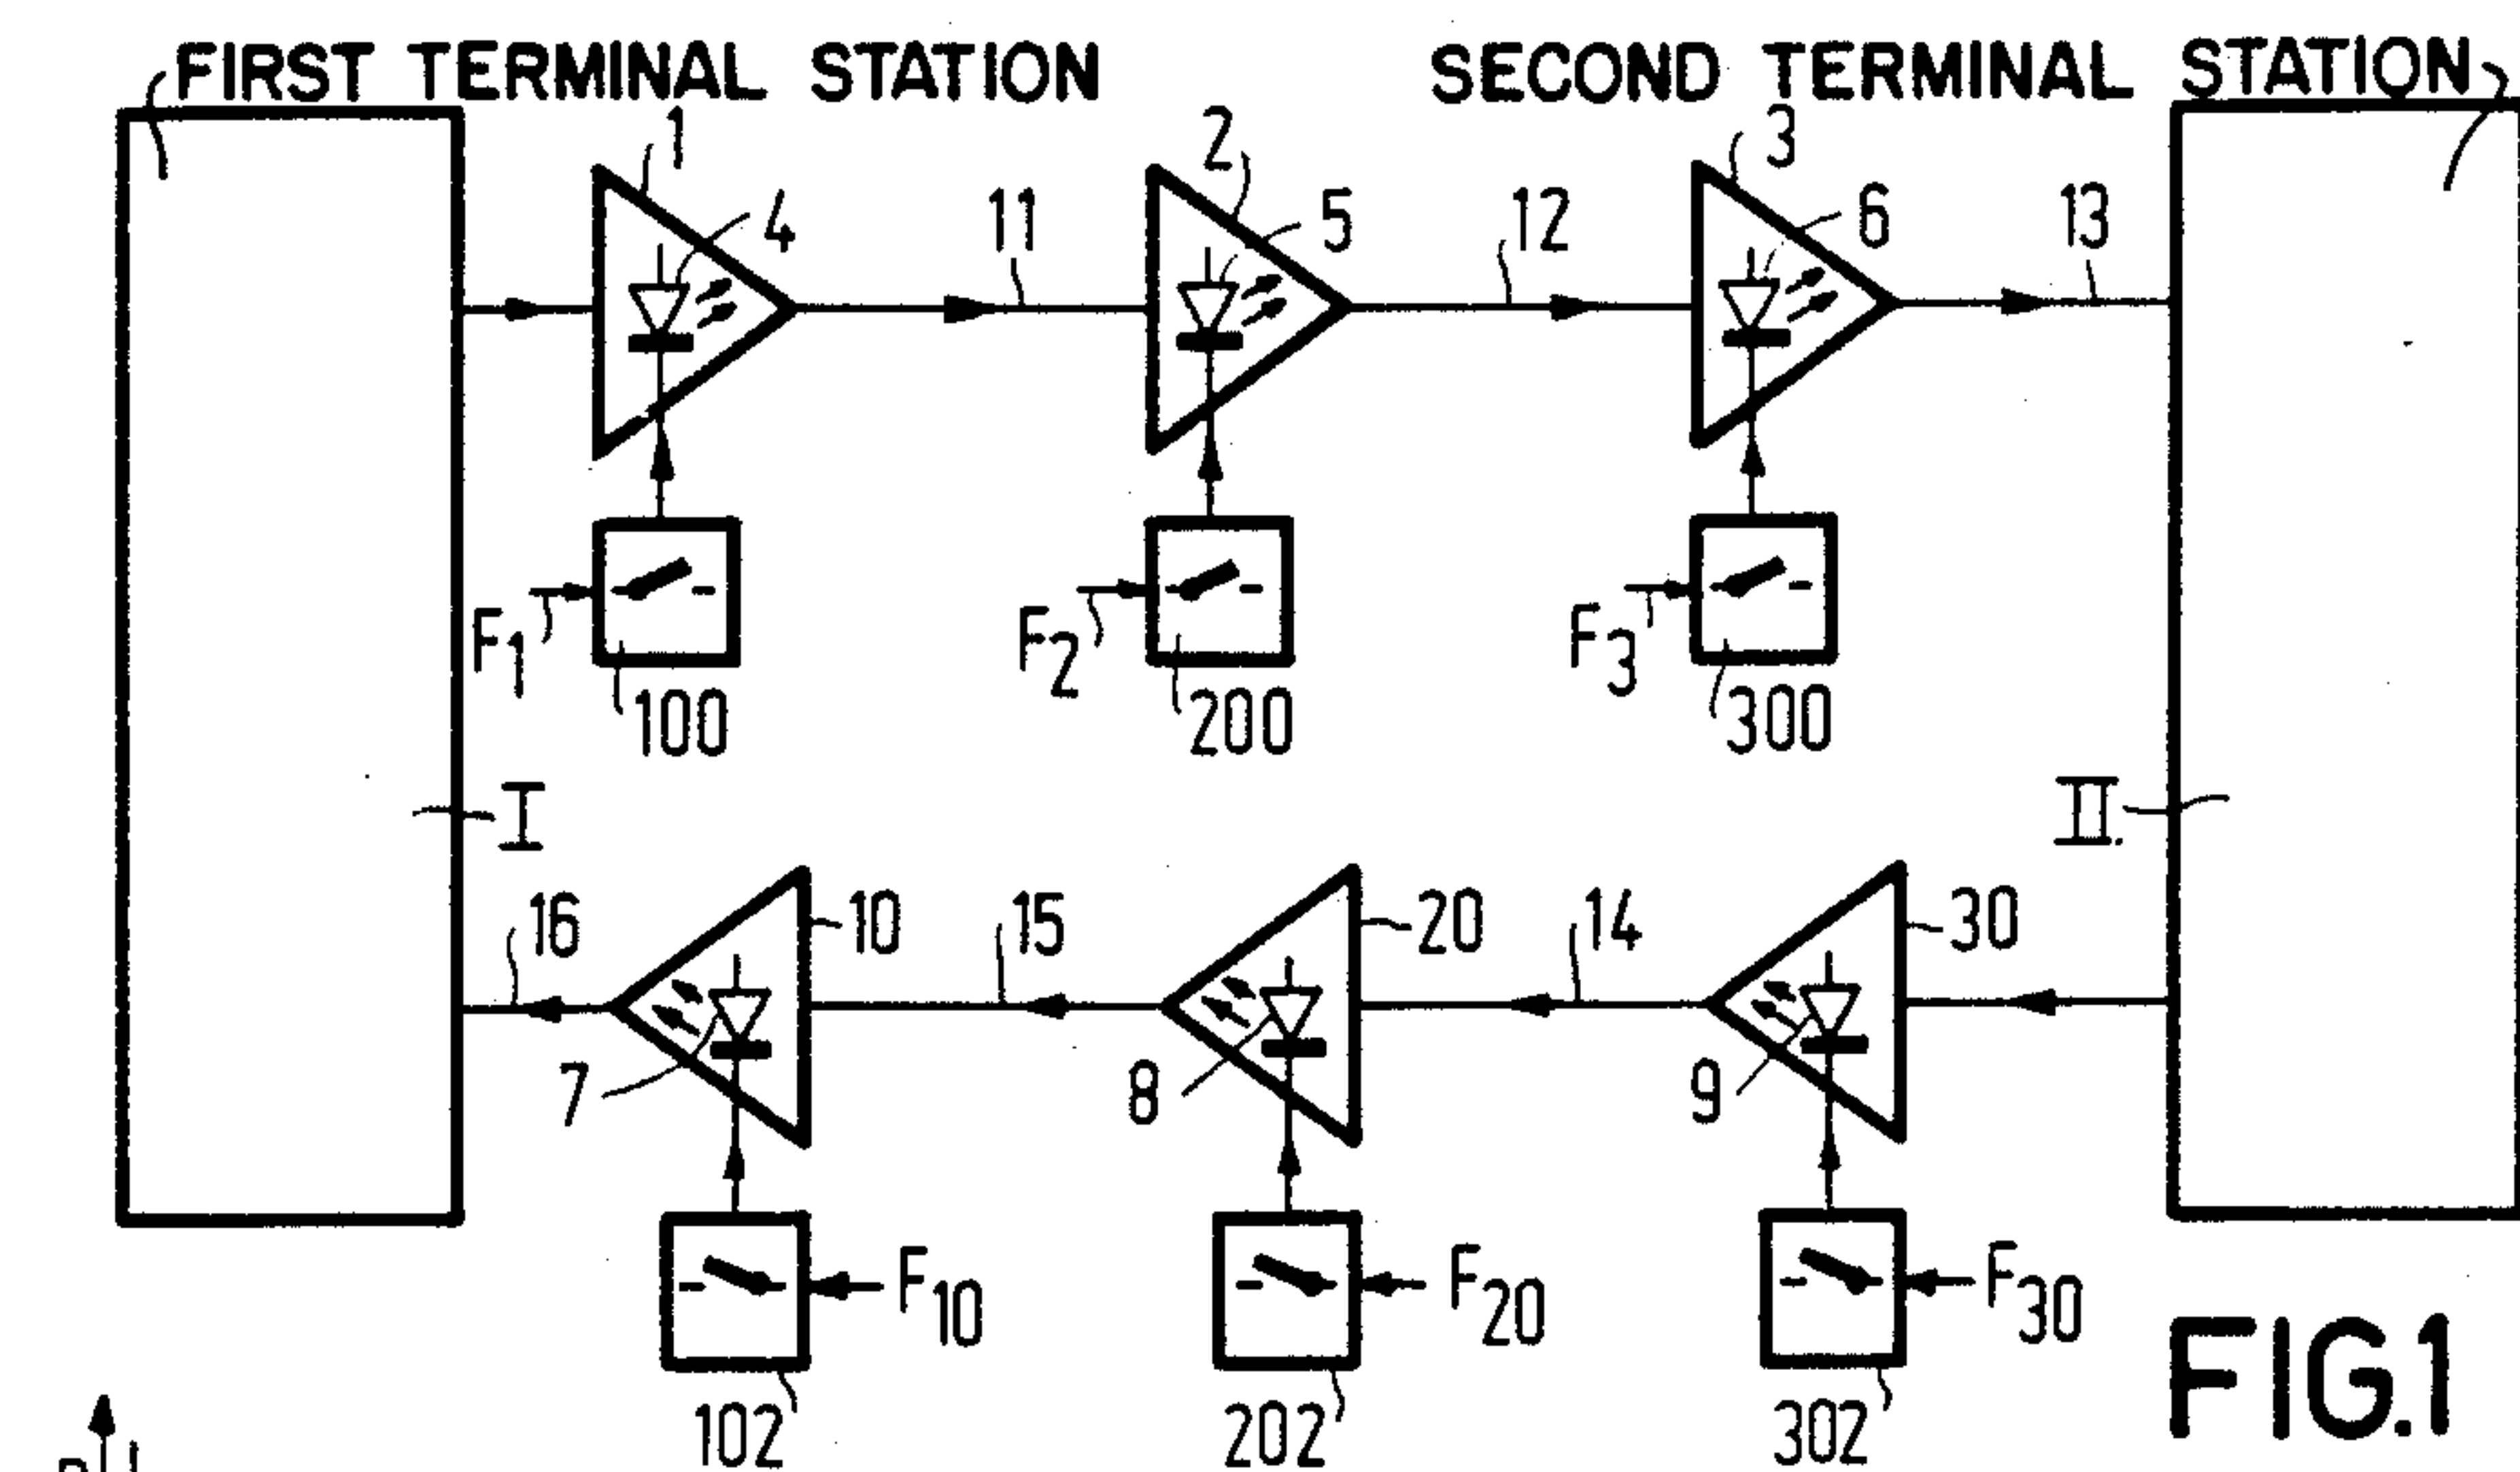 FIRST TERMINAL STATION SECOND TERMINAL STATION
1 2 3
4 11 5 12 6 13
F1 F2 F3
100 200 300
I II.
16 10 15 20 14 30
7 8 9
F10 F20 F30
102 202 302
FIG.1